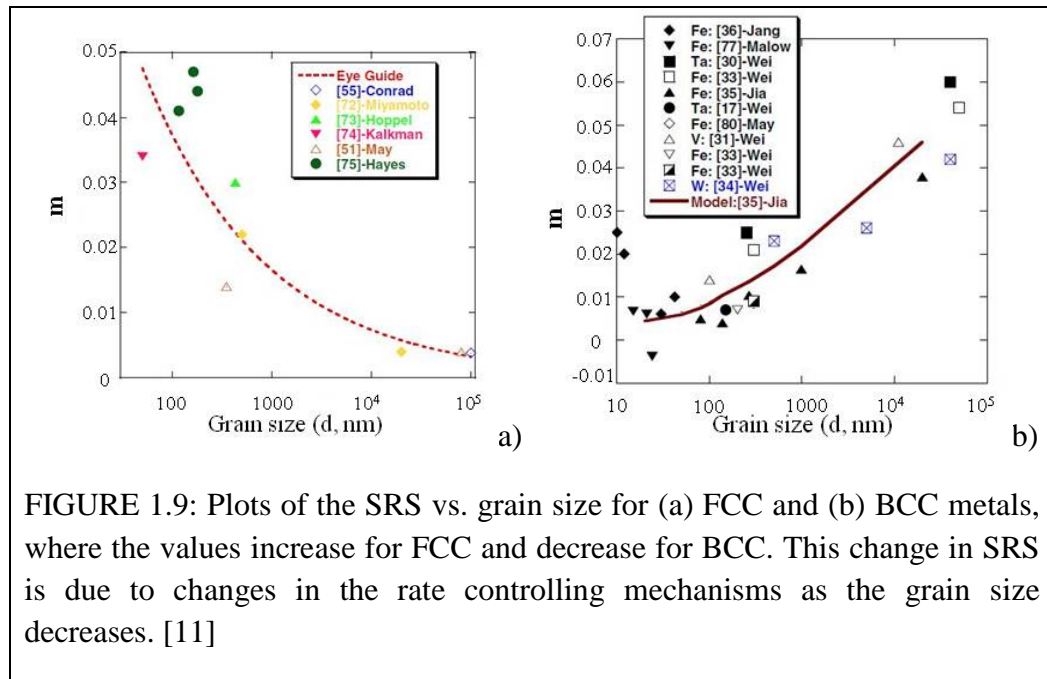 0.05
0.04
0.03
0.02
0.01
0
m
Eye Guide
[55]-Conrad
[72]-Miyamoto
[73]-Hoppel
[74]-Kalkman
[51]-May
[75]-Hayes
100
1000
10⁴
10⁵
Grain size (d, nm)
a)
0.07
0.06
0.05
0.04
0.03
0.02
0.01
0
-0.01
m
Fe: [36]-Jang
Fe: [77]-Malow
Ta: [30]-Wei
Fe: [33]-Wei
Fe: [35]-Jia
Ta: [17]-Wei
Fe: [80]-May
V: [31]-Wei
Fe: [33]-Wei
Fe: [33]-Wei
W: [34]-Wei
Model:[35]-Jia
10
100
1000
10⁴
10⁵
Grain size (d, nm)
b)
FIGURE 1.9: Plots of the SRS vs. grain size for (a) FCC and (b) BCC metals,
where the values increase for FCC and decrease for BCC. This change in SRS
is due to changes in the rate controlling mechanisms as the grain size
decreases. [11]